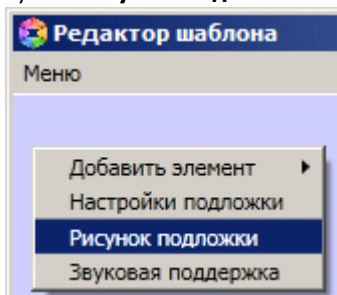 Редактор шаблона
Меню
Добавить элемент
Настройки подложки
Рисунок подложки
Звуковая поддержка